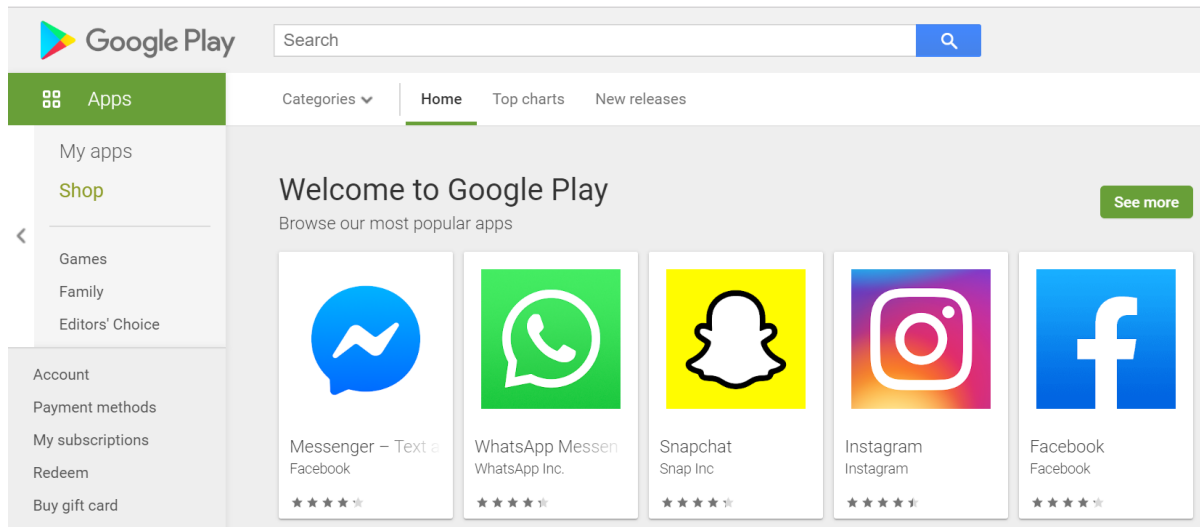 Google Play
Search
Apps
Categories
Home
Top charts
New releases
My apps
Shop
Games
Family
Editors' Choice
Account
Payment methods
My subscriptions
Redeem
Buy gift card
Welcome to Google Play
Browse our most popular apps
See more
Messenger – Text a
Facebook
WhatsApp Messen
WhatsApp Inc.
Snapchat
Snap Inc
Instagram
Instagram
Facebook
Facebook